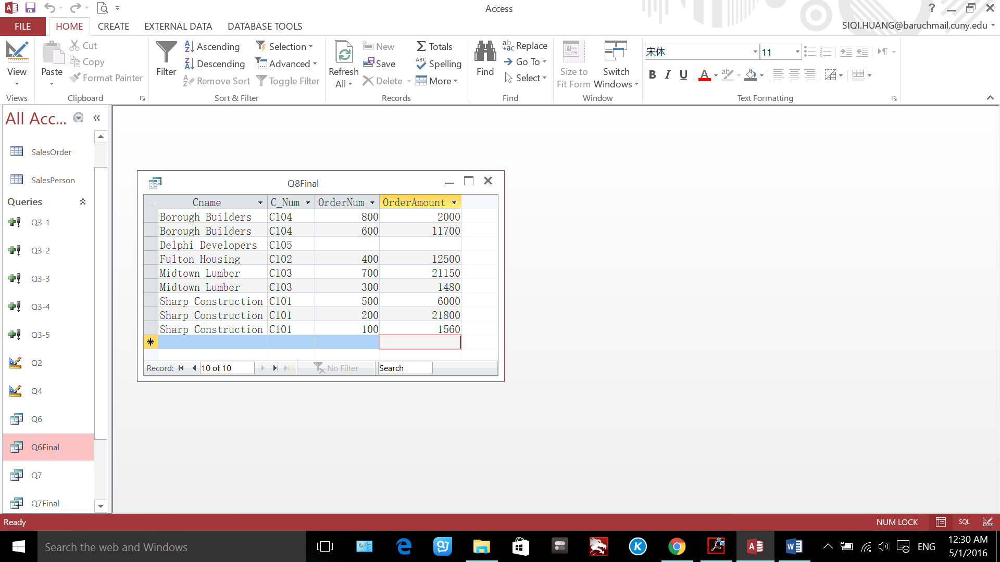 Access
?
FILE HOME CREATE EXTERNAL DATA DATABASE TOOLS
SIQI.HUANG@baruchmail.cuny.edu
View
Views
Paste
Cut
Copy
Format Painter
Clipboard
Filter
Ascending
Descending
Remove Sort
Selection
Advanced
Toggle Filter
Sort & Filter
Refresh
All
New
Save
Delete
Totals
Spelling
More
Records
Find
Replace
Go To
Select
Find
Size to
Fit Form
Switch
Windows
Window
宋体 11
B I U A
Text Formatting
All Acc...
SalesOrder
SalesPerson
Queries
Q3-1
Q3-2
Q3-3
Q3-4
Q3-5
Q2
Q4
Q6
Q6Final
Q7
Q7Final
Q8Final
Cname C_Num OrderNum OrderAmount
Borough Builders C104 800 2000
Borough Builders C104 600 11700
Delphi Developers C105
Fulton Housing C102 400 12500
Midtown Lumber C103 700 21150
Midtown Lumber C103 300 1480
Sharp Construction C101 500 6000
Sharp Construction C101 200 21800
Sharp Construction C101 100 1560
Record: 10 of 10 No Filter Search
Ready
NUM LOCK SQL
Search the web and Windows
ENG
12:30 AM
5/1/2016